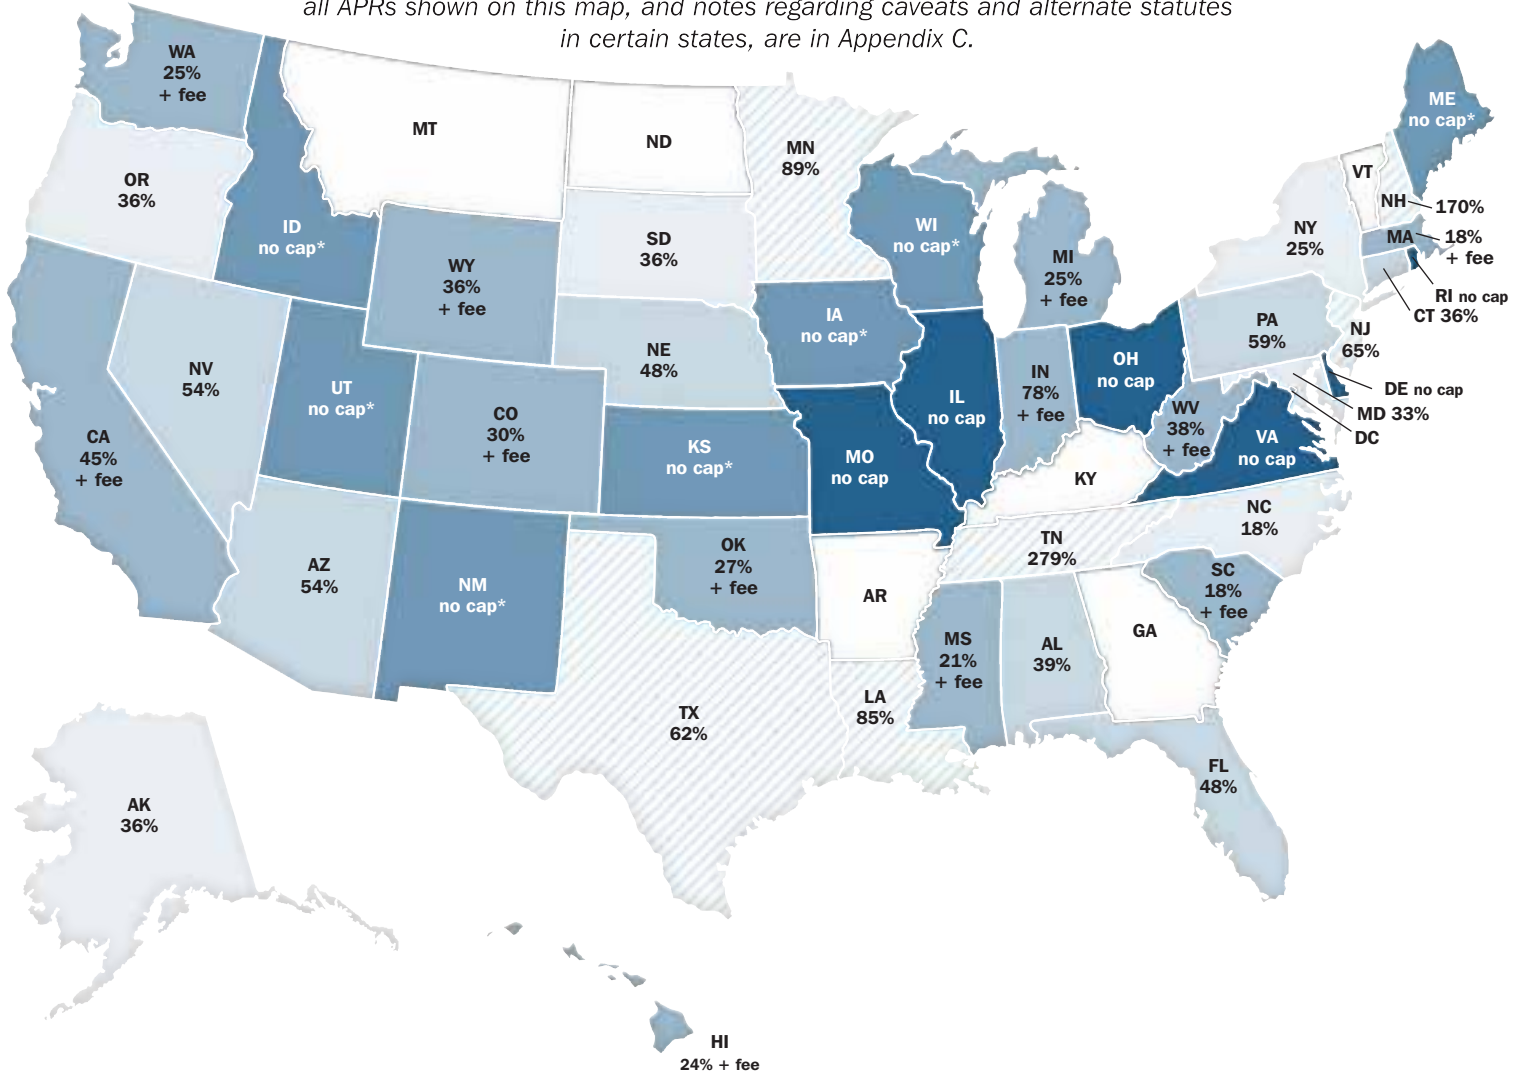 all APRs shown on this map, and notes regarding caveats and alternate statutes
in certain states, are in Appendix C.
WA
25%
+ fee
MT
ND
MN
89%
ME
no cap*
OR
36%
ID
no cap*
WY
36%
+ fee
SD
36%
WI
no cap*
MI
25%
+ fee
NY
25%
VT
NH
170%
MA
18%
+ fee
RI no cap
CT 36%
NV
54%
UT
no cap*
NE
48%
IA
no cap*
IL
no cap
IN
78%
+ fee
OH
no cap
PA
59%
NJ
65%
DE no cap
MD 33%
DC
CA
45%
+ fee
CO
30%
+ fee
KS
no cap*
MO
no cap
KY
WV
38%
+ fee
VA
no cap
AZ
54%
NM
no cap*
OK
27%
+ fee
AR
TN
279%
NC
18%
SC
18%
+ fee
TX
62%
LA
85%
MS
21%
+ fee
AL
39%
GA
FL
48%
AK
36%
HI
24% + fee